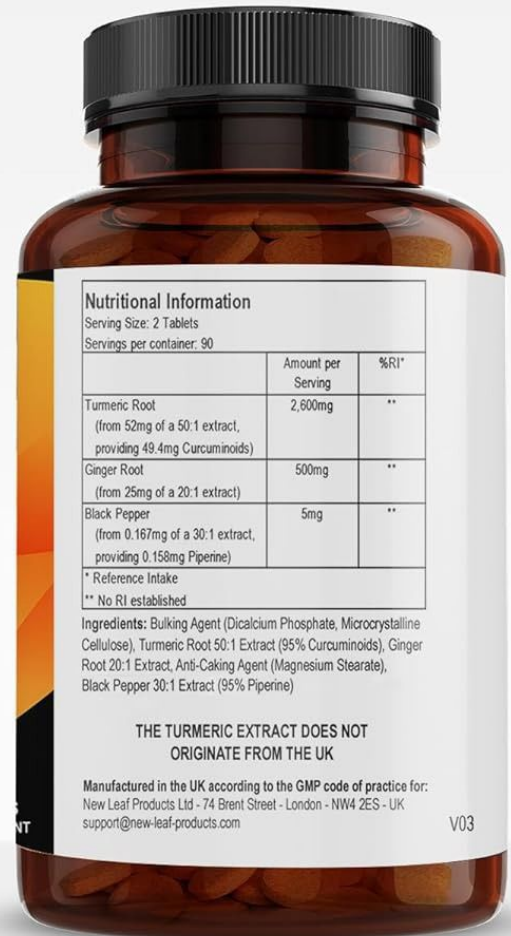 Nutritional Information
Serving Size: 2 Tablets
Servings per container: 90
Amount per
Serving
%RI*
Turmeric Root
(from 52mg of a 50:1 extract,
providing 49.4mg Curcuminoids)
2,600mg
**
Ginger Root
(from 25mg of a 20:1 extract)
500mg
**
Black Pepper
(from 0.167mg of a 30:1 extract,
providing 0.158mg Piperine)
5mg
**
* Reference Intake
** No RI established
Ingredients: Bulking Agent (Dicalcium Phosphate, Microcrystalline
Cellulose), Turmeric Root 50:1 Extract (95% Curcuminoids), Ginger
Root 20:1 Extract, Anti-Caking Agent (Magnesium Stearate),
Black Pepper 30:1 Extract (95% Piperine)
THE TURMERIC EXTRACT DOES NOT
ORIGINATE FROM THE UK
Manufactured in the UK according to the GMP code of practice for:
New Leaf Products Ltd - 74 Brent Street - London - NW4 2ES - UK
support@new-leaf-products.com
V03